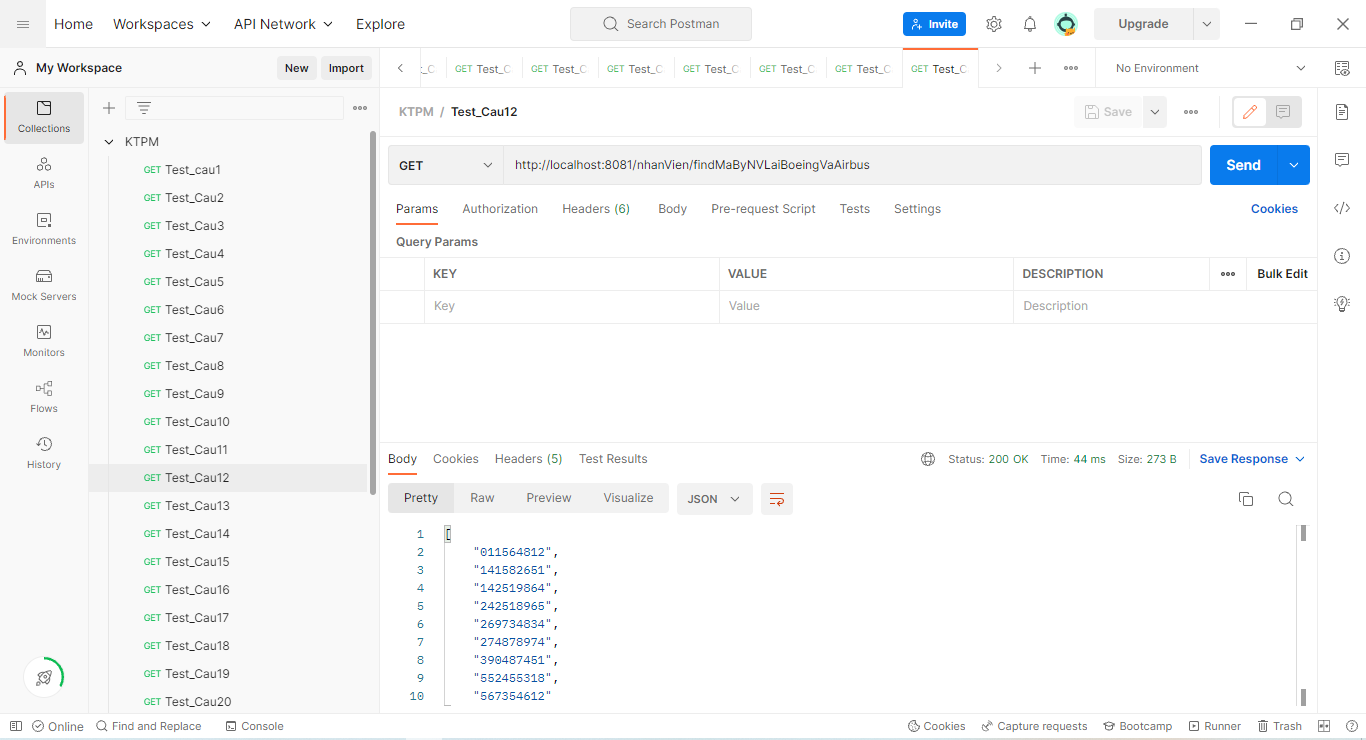 Home Workspaces API Network Explore Search Postman Invite Upgrade
My Workspace New Import
GET Test_C GET Test_C GET Test_C GET Test_C GET Test_C GET Test_C GET Test_C No Environment
Collections
APIs
Environments
Mock Servers
Monitors
Flows
History
KTPM
GET Test_cau1
GET Test_Cau2
GET Test_Cau3
GET Test_Cau4
GET Test_Cau5
GET Test_Cau6
GET Test_Cau7
GET Test_Cau8
GET Test_Cau9
GET Test_Cau10
GET Test_Cau11
GET Test_Cau12
GET Test_Cau13
GET Test_Cau14
GET Test_Cau15
GET Test_Cau16
GET Test_Cau17
GET Test_Cau18
GET Test_Cau19
GET Test_Cau20
KTPM / Test_Cau12 Save
GET http://localhost:8081/nhanVien/findMaByNVLaiBoeingVaAirbus Send
Params Authorization Headers (6) Body Pre-request Script Tests Settings Cookies
Query Params
KEY VALUE DESCRIPTION Bulk Edit
Key Value Description
Body Cookies Headers (5) Test Results Status: 200 OK Time: 44 ms Size: 273 B Save Response
Pretty Raw Preview Visualize JSON
1 [
2 "011564812",
3 "141582651",
4 "142519864",
5 "242518965",
6 "269734834",
7 "274878974",
8 "390487451",
9 "552455318",
10 "567354612"
Online Find and Replace Console Cookies Capture requests Bootcamp Runner Trash